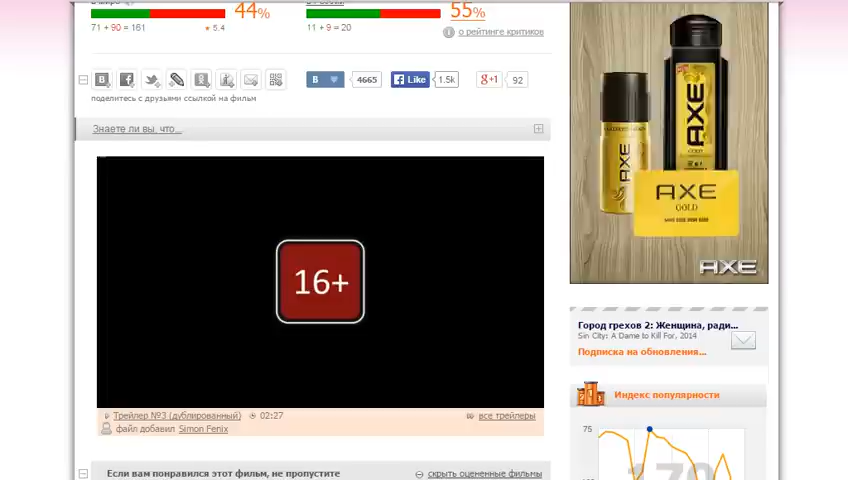 44%
55%
71 + 90 = 161
5.4
11 + 9 = 20
о рейтинге критиков
B
4665
Like
1.5k
g+1
92
поделитесь с друзьями ссылкой на фильм
Знаете ли вы, что...
16+
Трейлер №3 (дублированный)
02:27
все трейлеры
файл добавил Simon Fenix
Если вам понравился этот фильм, не пропустите
скрыть оцененные фильмы
AXE
GOLD
AXE
AXE
GOLD
AXE
Город грехов 2: Женщина, ради...
Sin City: A Dame to Kill For, 2014
Подписка на обновления...
Индекс популярности
75